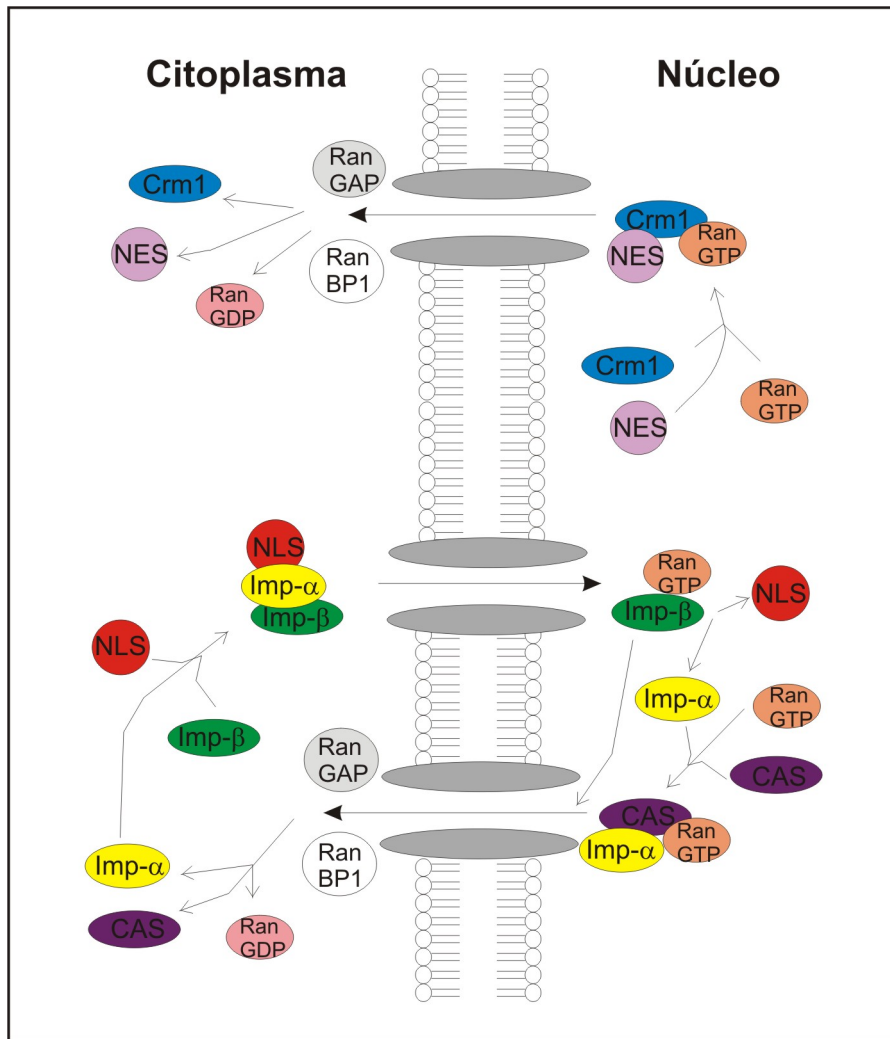 Citoplasma
Núcleo
Ran
GAP
Crm1
NES
Ran
GDP
Ran
BP1
Crm1
NES
Ran
GTP
Crm1
NES
Ran
GTP
NLS
Imp-α
Imp-β
NLS
Imp-β
Ran
GTP
Imp-β
NLS
Imp-α
Ran
GTP
CAS
Ran
GAP
Ran
BP1
CAS
Imp-α
Ran
GTP
Imp-α
CAS
Ran
GDP